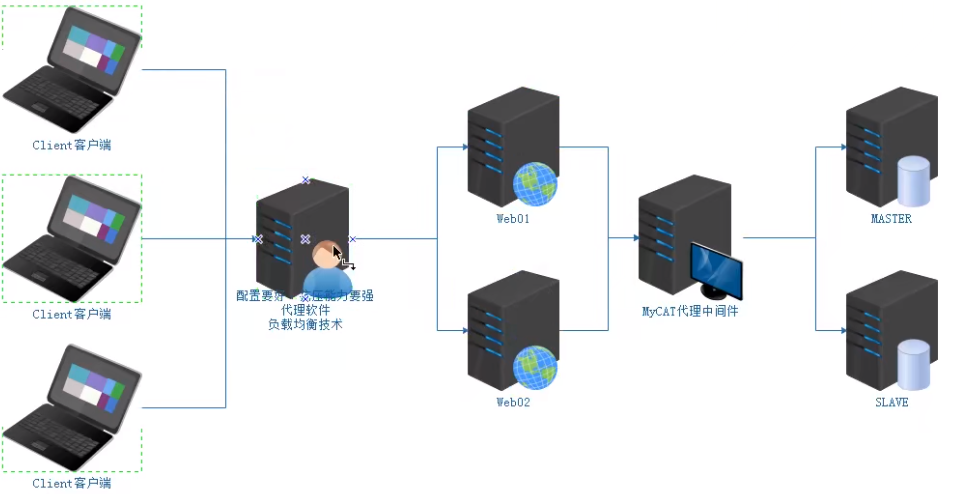 Client客户端
Client客户端
Client客户端
配置要好 压能力要强
代理软件
负载均衡技术
Web01
Web02
MyCAT代理中间件
MASTER
SLAVE